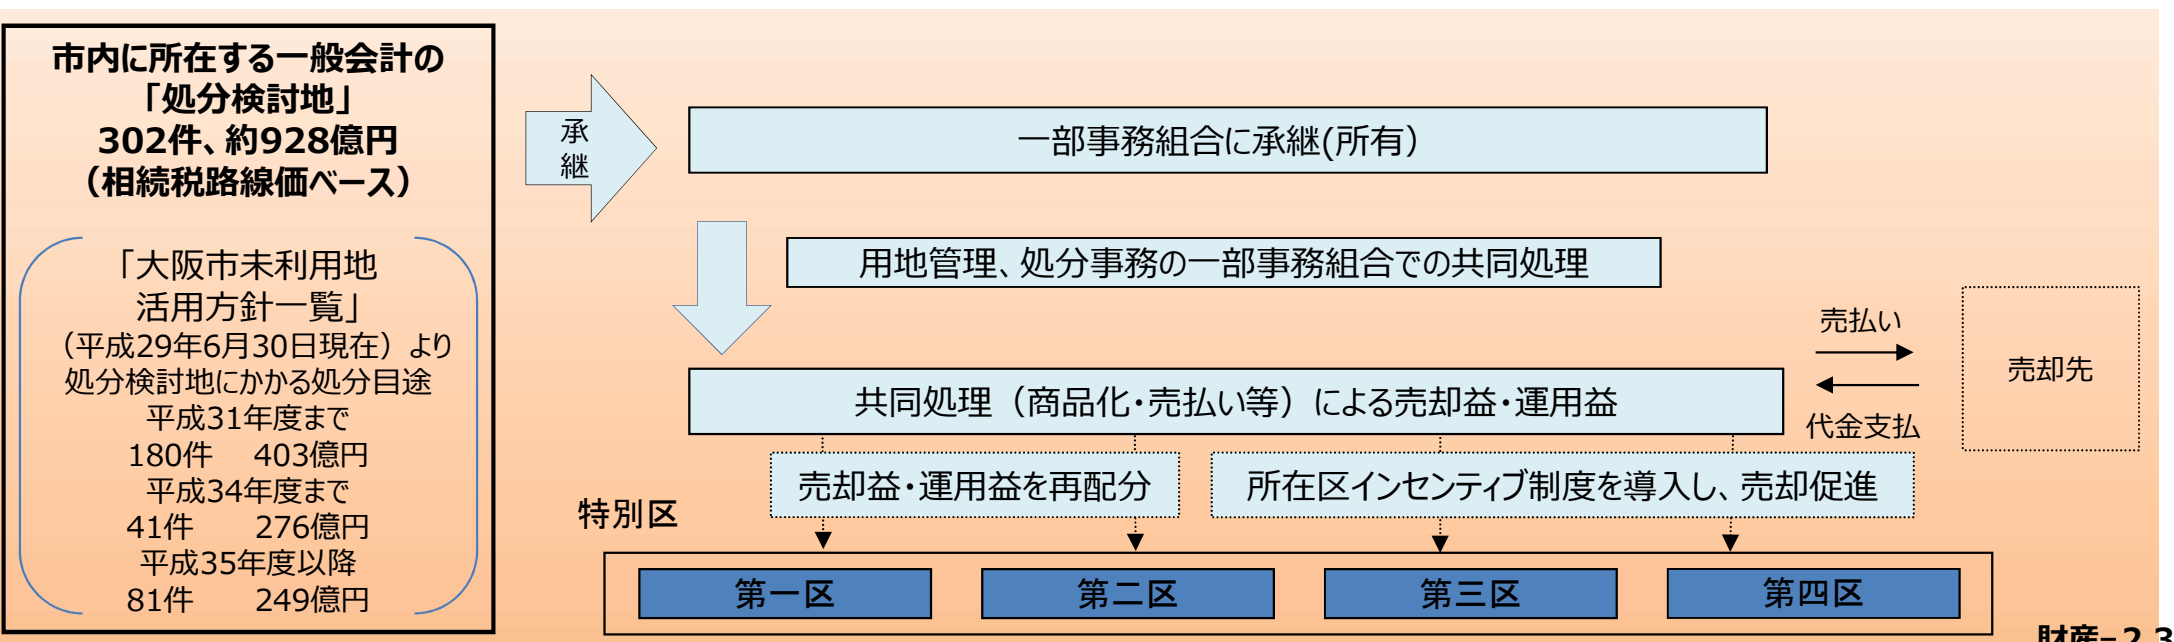 市内に所在する一般会計の
「処分検討地」
302件、約928億円
（相続税路線価ベース）
「大阪市未利用地
活用方針一覧」
（平成29年6月30日現在）より
処分検討地にかかる処分目途
平成31年度まで
180件 403億円
平成34年度まで
41件 276億円
平成35年度以降
81件 249億円
承
継
一部事務組合に承継(所有）
用地管理、処分事務の一部事務組合での共同処理
共同処理（商品化・売払い等）による売却益・運用益
売払い
代金支払
売却先
売却益・運用益を再配分
所在区インセンティブ制度を導入し、売却促進
特別区
第一区
第二区
第三区
第四区
財産−２３